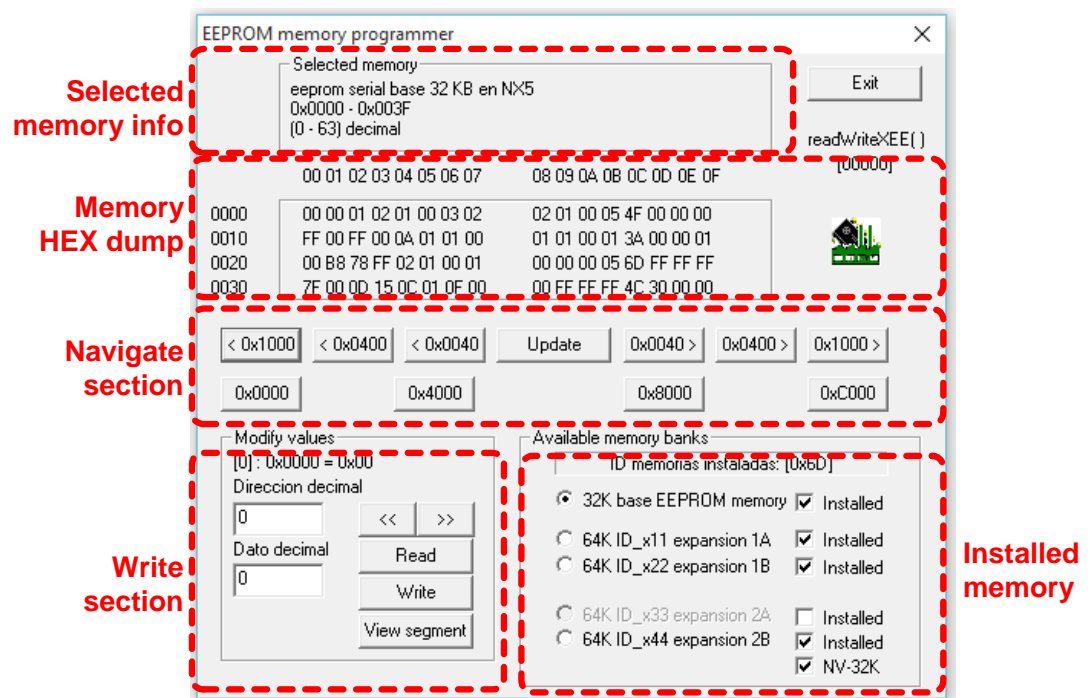 EEPROM memory programmer
Selected memory info
Selected memory
eeprom serial base 32 KB en NX5
0x0000 - 0x003F
(0 - 63) decimal
Exit
readWriteXEE( )
[00000]
Memory HEX dump
00 01 02 03 04 05 06 07 08 09 0A 0B 0C 0D 0E 0F
0000 00 00 01 02 01 00 03 02 02 01 00 05 4F 00 00 00
0010 FF 00 FF 00 0A 01 01 00 01 01 00 01 3A 00 00 01
0020 00 B8 78 FF 02 01 00 01 00 00 00 05 6D FF FF FF
0030 7F 00 0D 15 0C 01 0F 00 00 FF FF FF 4C 30 00 00
Navigate section
< 0x1000 < 0x0400 < 0x0040 Update 0x0040 > 0x0400 > 0x1000 >
0x0000 0x4000 0x8000 0xC000
Write section
Modify values
[0] : 0x0000 = 0x00
Direccion decimal
0 << >>
Dato decimal
0
Read
Write
View segment
Available memory banks
ID memorias instaladas: [0x6D]
32K base EEPROM memory Installed
64K ID_x11 expansion 1A Installed
64K ID_x22 expansion 1B Installed
64K ID_x33 expansion 2A Installed
64K ID_x44 expansion 2B Installed
NV-32K
Installed memory